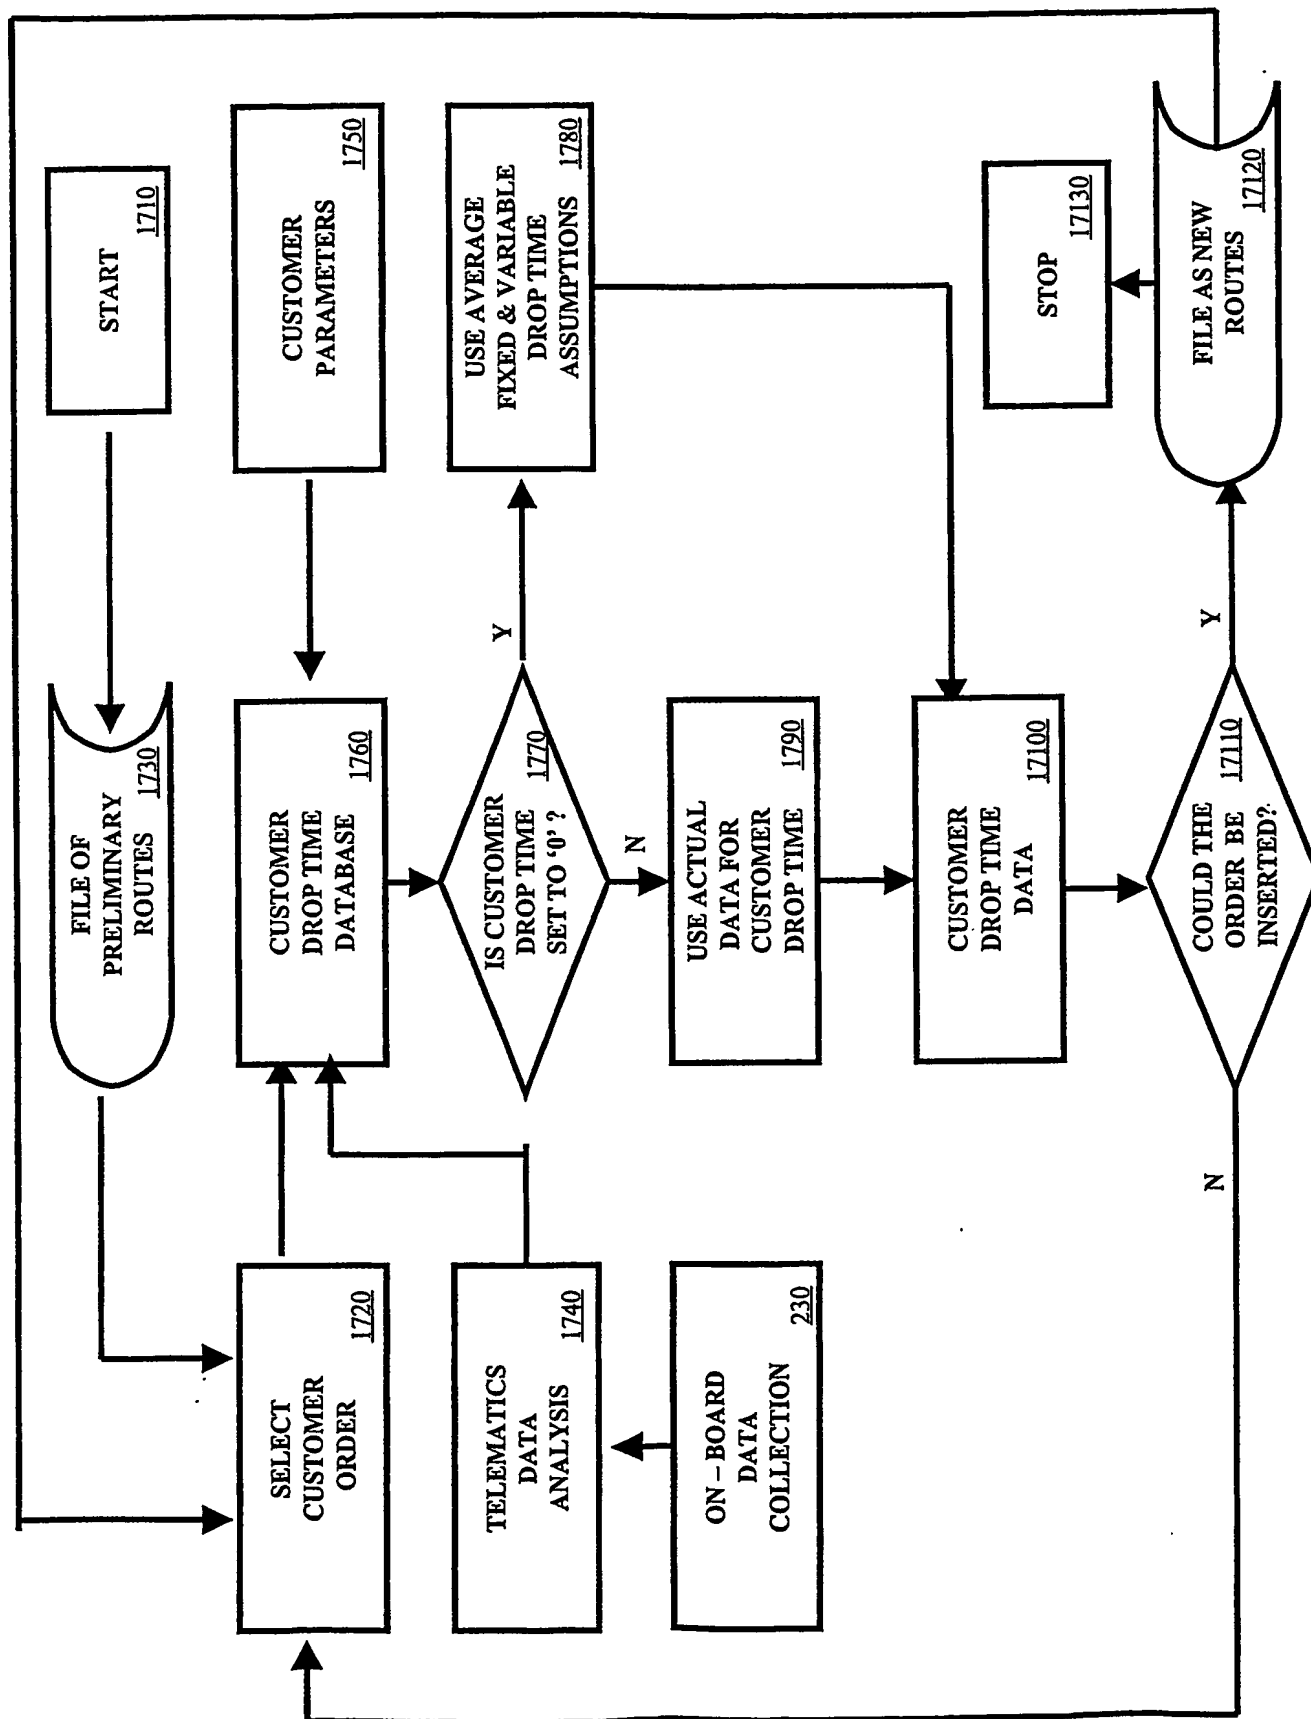 START
1710
FILE OF
PRELIMINARY
ROUTES
1730
SELECT
CUSTOMER
ORDER
1720
CUSTOMER
DROP TIME
DATABASE
1760
CUSTOMER
PARAMETERS
1750
TELEMATICS
DATA
ANALYSIS
1740
IS CUSTOMER
DROP TIME
SET TO ‘0’ ?
1770
Y
USE AVERAGE
FIXED & VARIABLE
DROP TIME
ASSUMPTIONS
1780
N
ON – BOARD
DATA
COLLECTION
230
USE ACTUAL
DATA FOR
CUSTOMER
DROP TIME
1790
CUSTOMER
DROP TIME
DATA
17100
STOP
17130
N
COULD THE
ORDER BE
INSERTED?
17110
Y
FILE AS NEW
ROUTES
17120